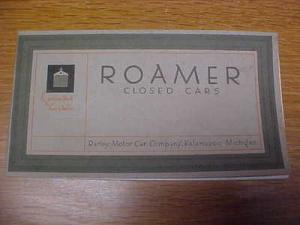 ROAMER
CLOSED CARS
Barley Motor Car Company, Kalamazoo, Michigan